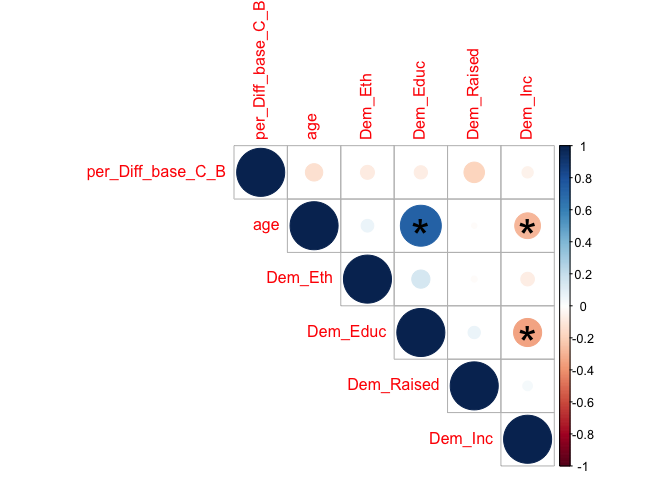 per_Diff_base_C_B
age
Dem_Eth
Dem_Educ
Dem_Raised
Dem_Inc
per_Diff_base_C_B
age
Dem_Eth
Dem_Educ
Dem_Raised
Dem_Inc
*
*
*
1
0.8
0.6
0.4
0.2
0
-0.2
-0.4
-0.6
-0.8
-1